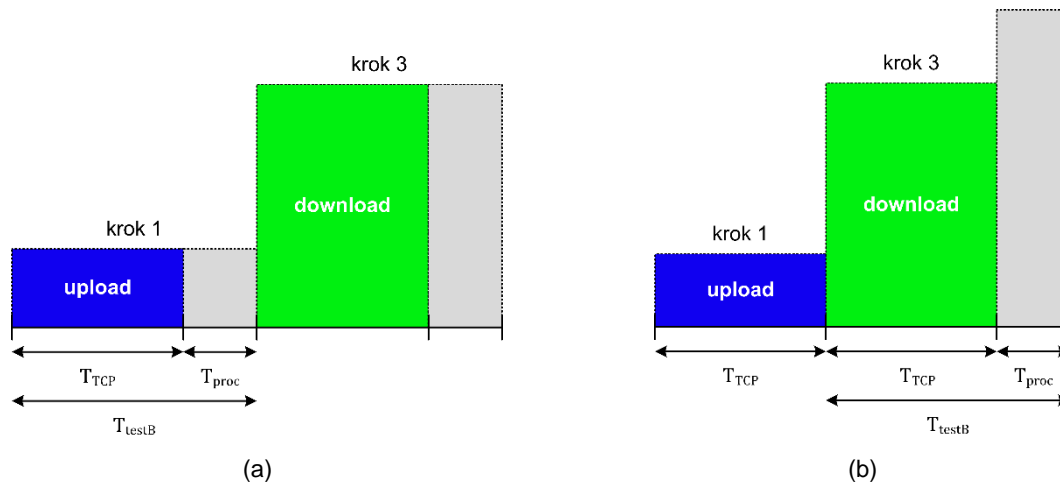 krok 3
krok 1
download
upload
T_TCP
T_proc
T_testB
(a)
krok 3
krok 1
download
upload
T_TCP
T_TCP
T_proc
T_testB
(b)